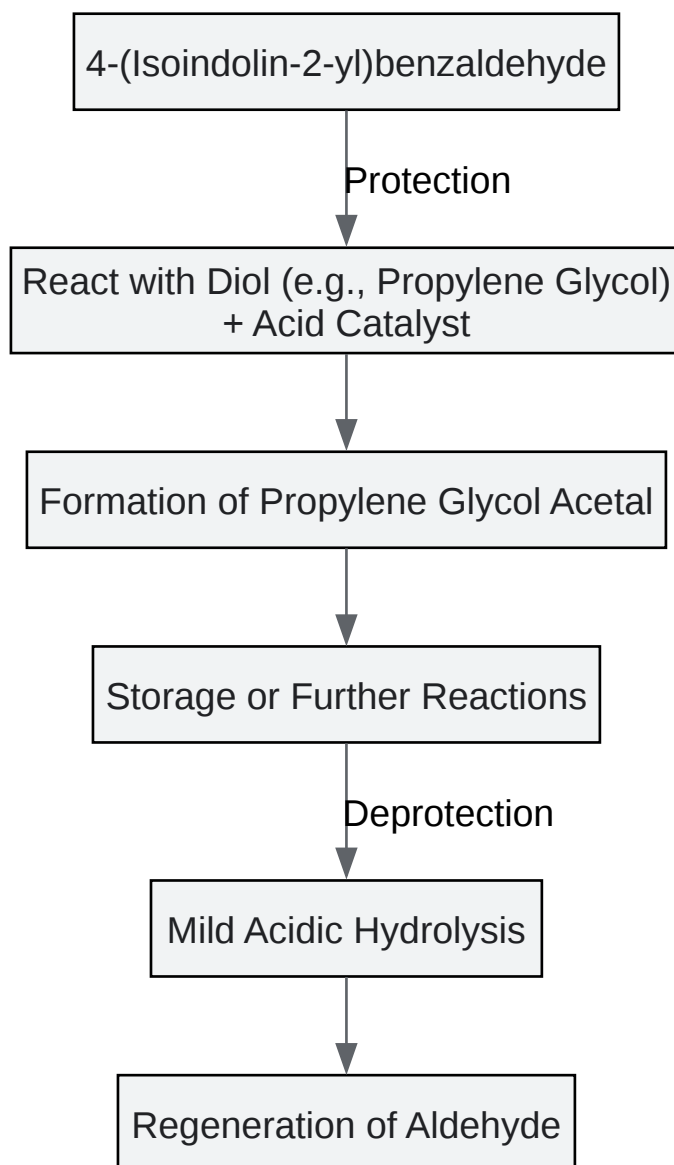 4-(Isoindolin-2-yl)benzaldehyde
Protection
React with Diol (e.g., Propylene Glycol)
+ Acid Catalyst
Formation of Propylene Glycol Acetal
Storage or Further Reactions
Deprotection
Mild Acidic Hydrolysis
Regeneration of Aldehyde